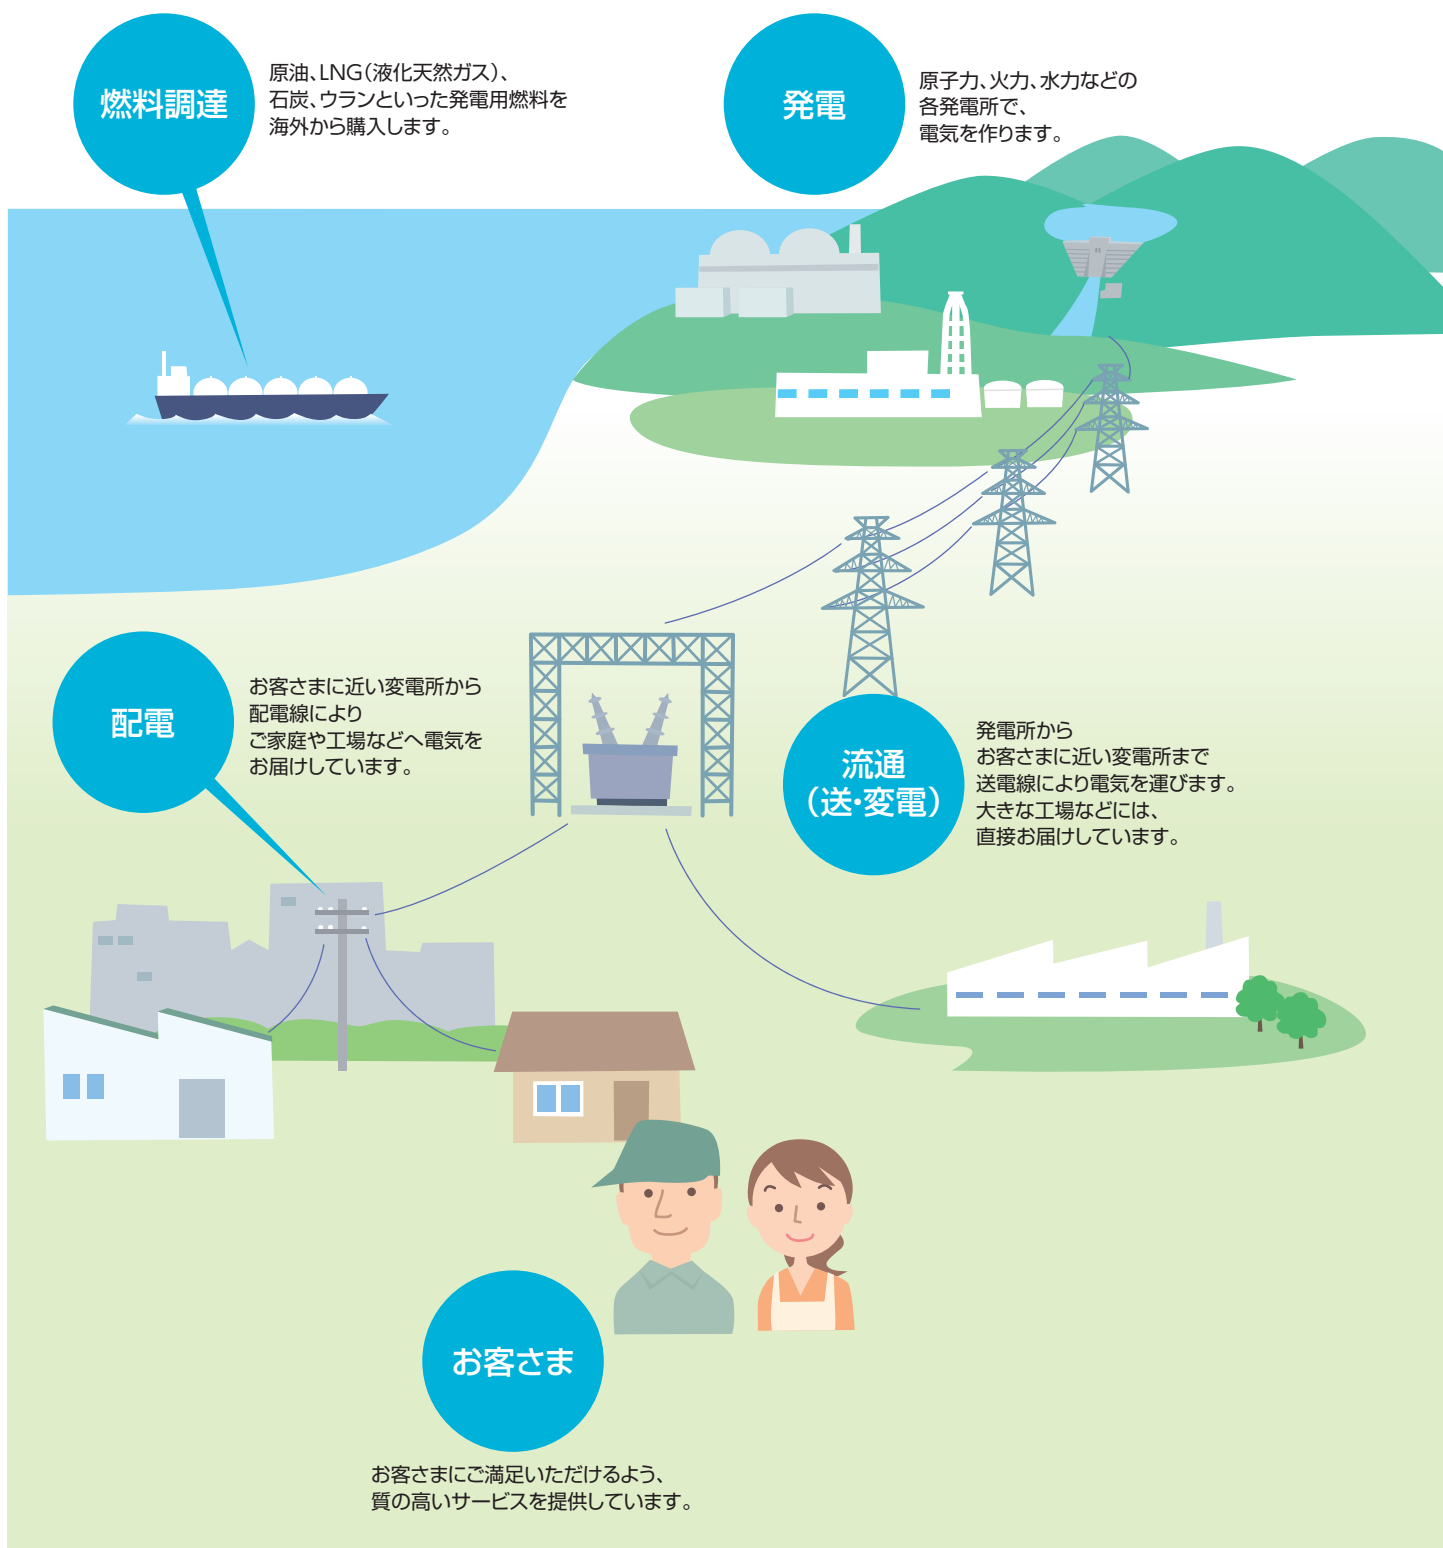 燃料調達
原油、LNG(液化天然ガス)、
石炭、ウランといった発電用燃料を
海外から購入します。
発電
原子力、火力、水力などの
各発電所で、
電気を作ります。
配電
お客さまに近い変電所から
配電線により
ご家庭や工場などへ電気を
お届けしています。
流通
(送・変電)
発電所から
お客さまに近い変電所まで
送電線により電気を運びます。
大きな工場などには、
直接お届けしています。
お客さま
お客さまにご満足いただけるよう、
質の高いサービスを提供しています。